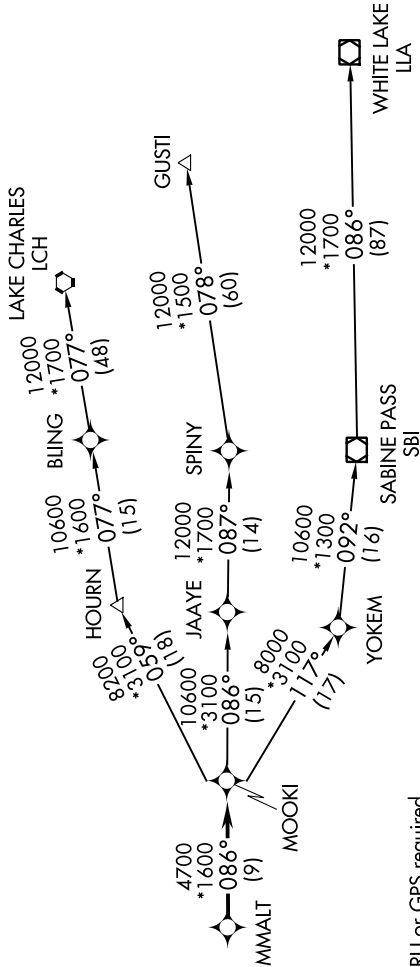 LAKE CHARLES
LCH
12000
*1700
077°
(48)
BLING
10600
*1600
077°
(15)
HOURN
8200
*3100
059°
(18)
GUSTI
12000
*1500
078°
(60)
SPINY
12000
*1700
087°
(14)
JAAYE
10600
*3100
086°
(15)
MOOKI
4700
*1600
086°
(9)
MMALT
8000
*3100
117°
(17)
YOKEM
10600
*1300
092°
(16)
SABINE PASS
SBI
12000
*1700
086°
(87)
WHITE LAKE
LLA
or GPS required